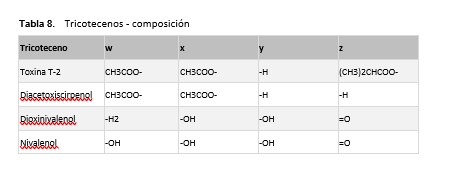 Tabla 8. Tricotecenos - composición
Tricoteceno w x y z
Toxina T-2 CH3COO- CH3COO- -H (CH3)2CHCOO-
Diacetoxiscirpenol CH3COO- CH3COO- -H -H
Dioxinivalenol -H2 -OH -OH =O
Nivalenol -OH -OH -OH =O